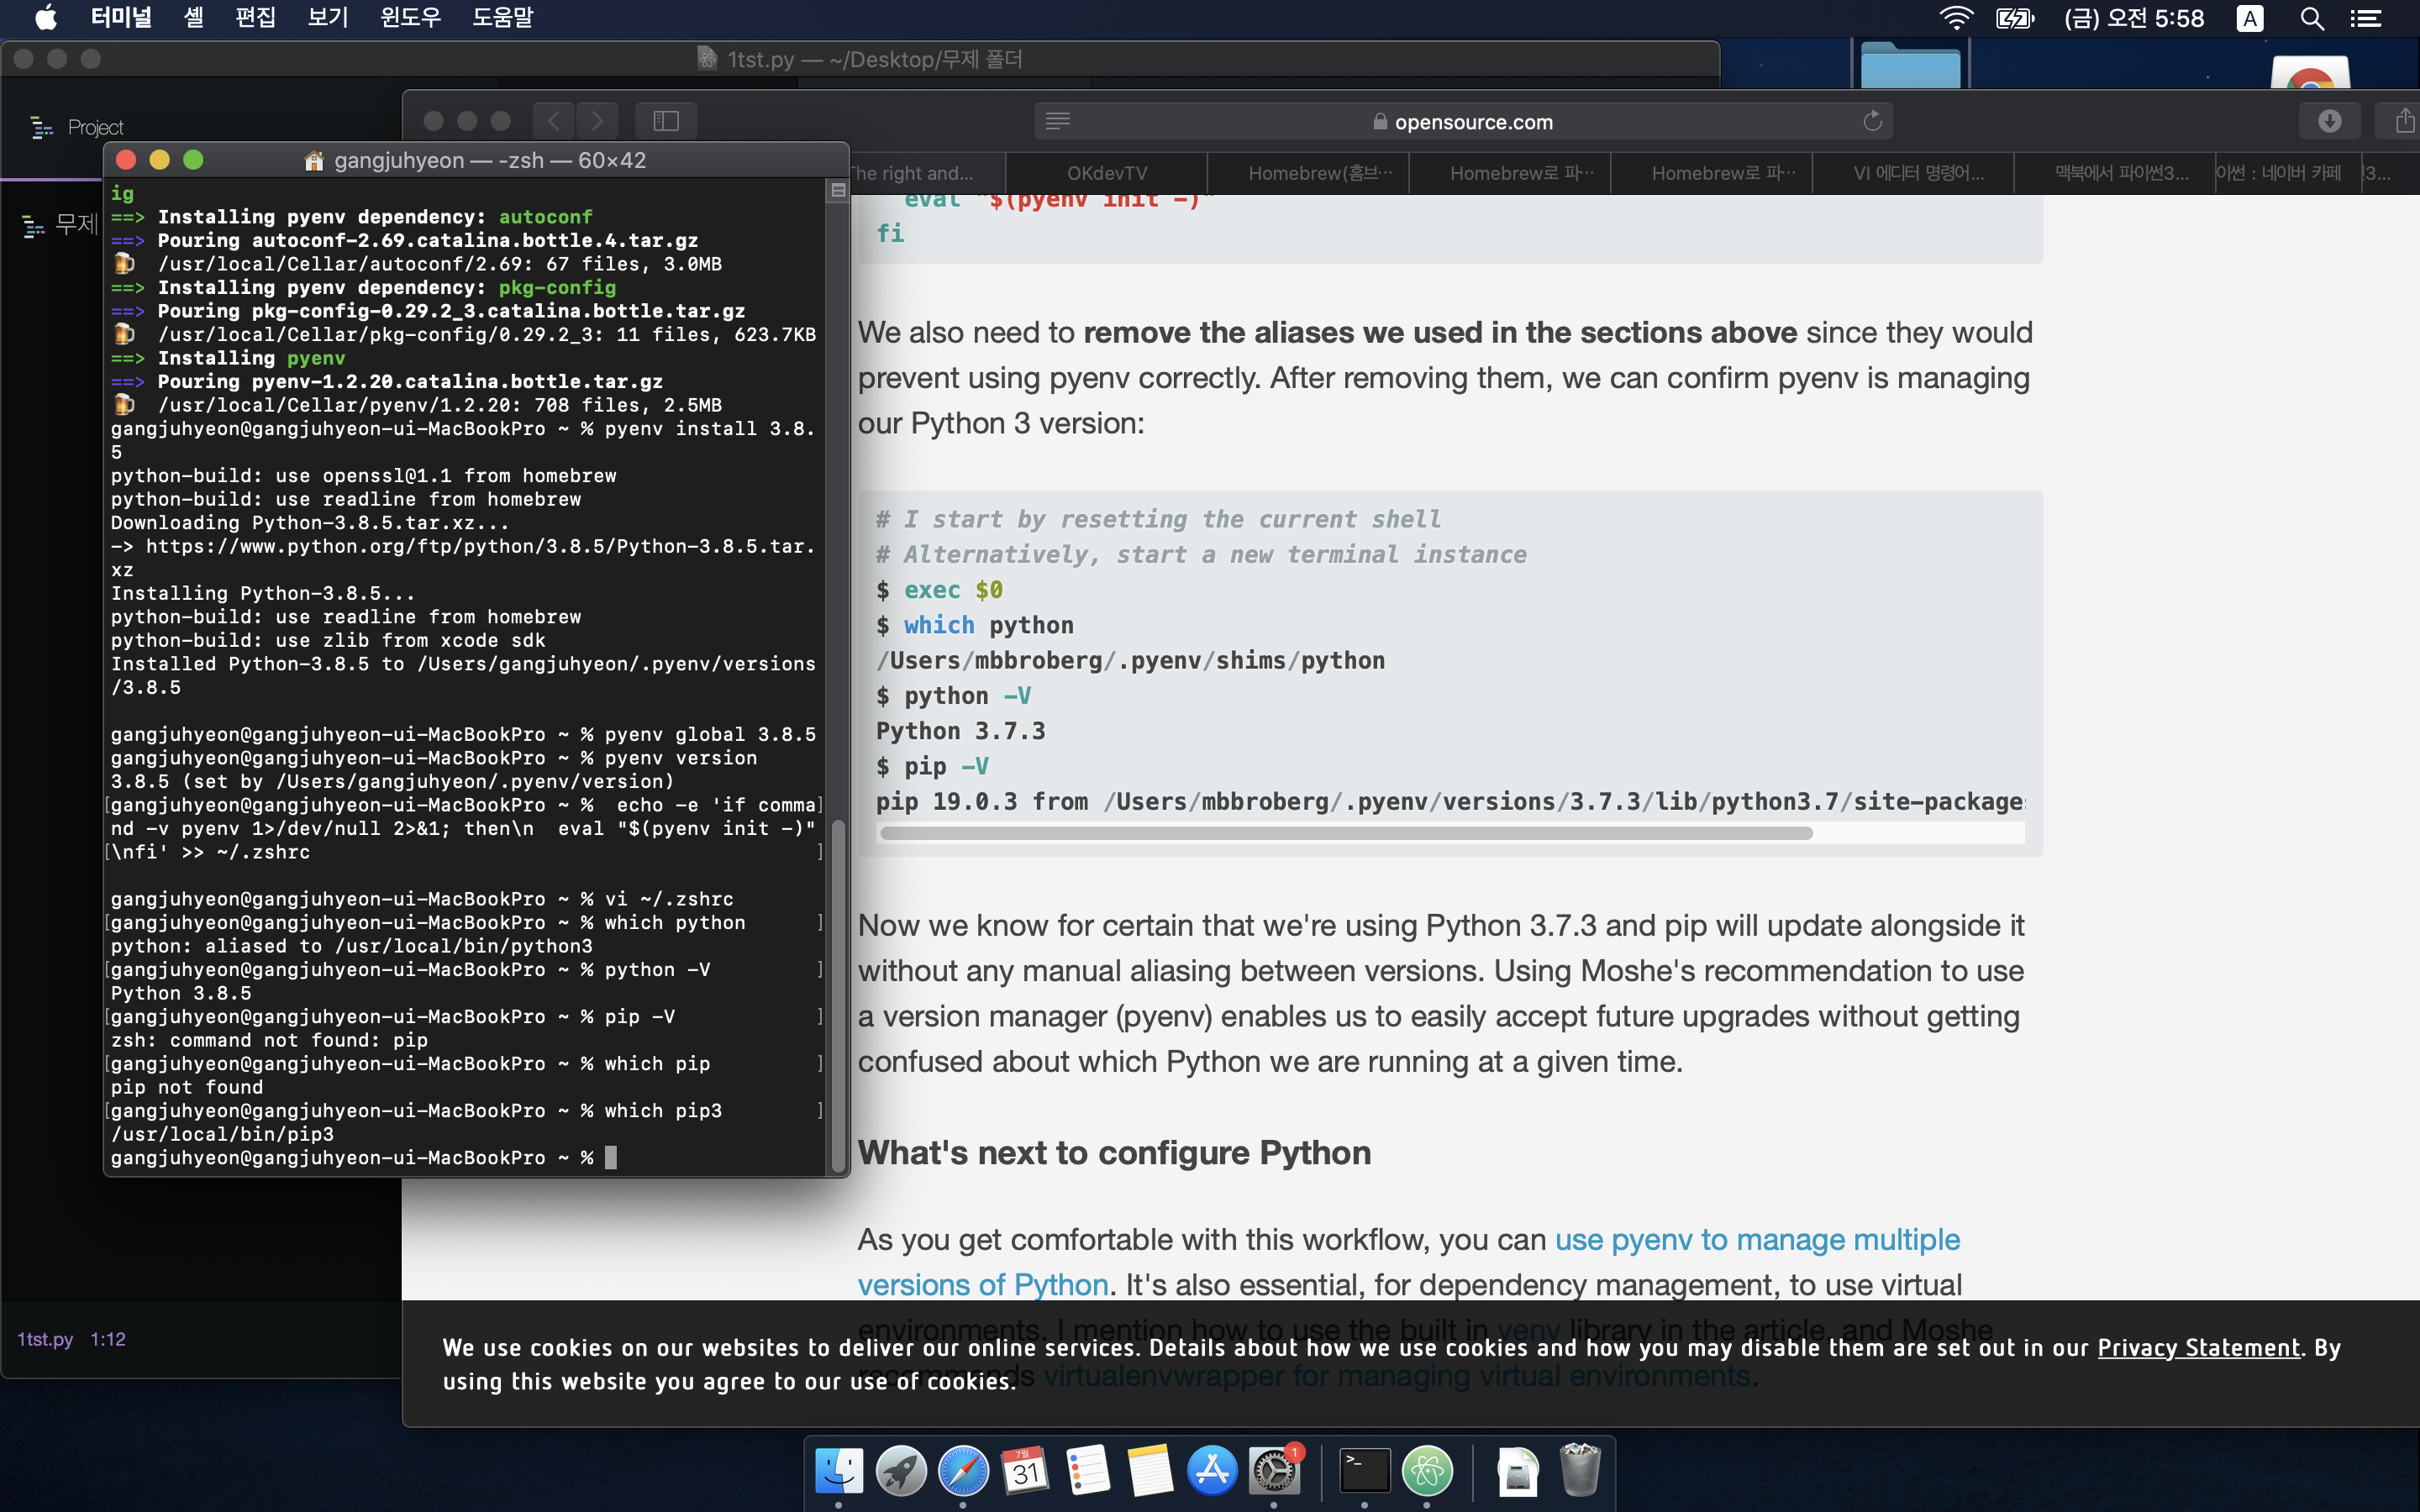 터미널 셸 편집 보기 윈도우 도움말
(금) 오전 5:58 A
1tst.py — ~/Desktop/무제 폴더
Project
무제
opensource.com
he right and...
OKdevTV
Homebrew(홈브…
Homebrew로 파…
Homebrew로 파…
VI 에디터 명령어...
맥북에서 파이썬3...
이썬 : 네이버 카페
3...
gangjuhyeon — -zsh — 60×42
ig
==> Installing pyenv dependency: autoconf
==> Pouring autoconf-2.69.catalina.bottle.4.tar.gz
🍺 /usr/local/Cellar/autoconf/2.69: 67 files, 3.0MB
==> Installing pyenv dependency: pkg-config
==> Pouring pkg-config-0.29.2_3.catalina.bottle.tar.gz
🍺 /usr/local/Cellar/pkg-config/0.29.2_3: 11 files, 623.7KB
==> Installing pyenv
==> Pouring pyenv-1.2.20.catalina.bottle.tar.gz
🍺 /usr/local/Cellar/pyenv/1.2.20: 708 files, 2.5MB
gangjuhyeon@gangjuhyeon-ui-MacBookPro ~ % pyenv install 3.8.
5
python-build: use openssl@1.1 from homebrew
python-build: use readline from homebrew
Downloading Python-3.8.5.tar.xz...
-> https://www.python.org/ftp/python/3.8.5/Python-3.8.5.tar.
xz
Installing Python-3.8.5...
python-build: use readline from homebrew
python-build: use zlib from xcode sdk
Installed Python-3.8.5 to /Users/gangjuhyeon/.pyenv/versions
/3.8.5
gangjuhyeon@gangjuhyeon-ui-MacBookPro ~ % pyenv global 3.8.5
gangjuhyeon@gangjuhyeon-ui-MacBookPro ~ % pyenv version
3.8.5 (set by /Users/gangjuhyeon/.pyenv/version)
[gangjuhyeon@gangjuhyeon-ui-MacBookPro ~ %  echo -e 'if comma]
nd -v pyenv 1>/dev/null 2>&1; then\n  eval "$(pyenv init -)"
[\nfi' >> ~/.zshrc ]
gangjuhyeon@gangjuhyeon-ui-MacBookPro ~ % vi ~/.zshrc
[gangjuhyeon@gangjuhyeon-ui-MacBookPro ~ % which python ]
python: aliased to /usr/local/bin/python3
[gangjuhyeon@gangjuhyeon-ui-MacBookPro ~ % python -V ]
Python 3.8.5
[gangjuhyeon@gangjuhyeon-ui-MacBookPro ~ % pip -V ]
zsh: command not found: pip
[gangjuhyeon@gangjuhyeon-ui-MacBookPro ~ % which pip ]
pip not found
[gangjuhyeon@gangjuhyeon-ui-MacBookPro ~ % which pip3 ]
/usr/local/bin/pip3
gangjuhyeon@gangjuhyeon-ui-MacBookPro ~ %
eval "$(pyenv init -)"
fi
We also need to remove the aliases we used in the sections above since they would
prevent using pyenv correctly. After removing them, we can confirm pyenv is managing
our Python 3 version:
# I start by resetting the current shell
# Alternatively, start a new terminal instance
$ exec $0
$ which python
/Users/mbbroberg/.pyenv/shims/python
$ python -V
Python 3.7.3
$ pip -V
pip 19.0.3 from /Users/mbbroberg/.pyenv/versions/3.7.3/lib/python3.7/site-package
Now we know for certain that we're using Python 3.7.3 and pip will update alongside it
without any manual aliasing between versions. Using Moshe's recommendation to use
a version manager (pyenv) enables us to easily accept future upgrades without getting
confused about which Python we are running at a given time.
What's next to configure Python
As you get comfortable with this workflow, you can use pyenv to manage multiple
versions of Python. It's also essential, for dependency management, to use virtual
environments. I mention how to use the built in venv library in the article, and Moshe
recommends virtualenvwrapper for managing virtual environments.
We use cookies on our websites to deliver our online services. Details about how we use cookies and how you may disable them are set out in our Privacy Statement. By
using this website you agree to our use of cookies.
1tst.py 1:12
7월
31
1
>_